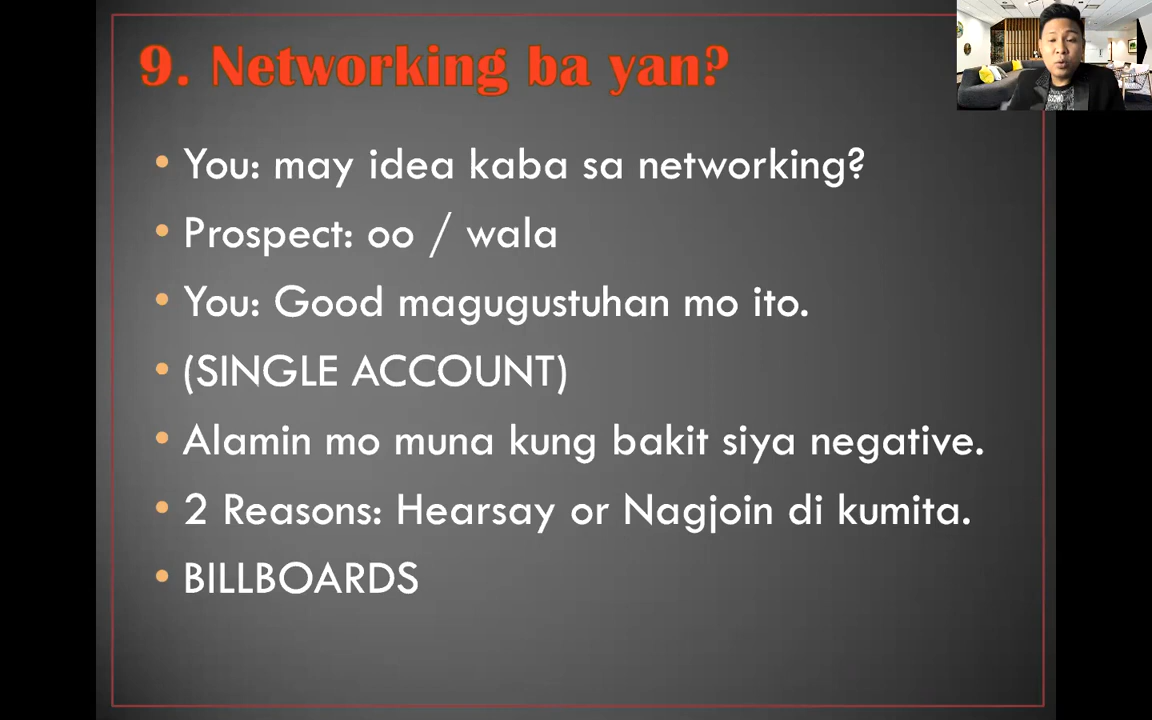 9. Networking ba yan?
• You: may idea kaba sa networking?
• Prospect: oo / wala
• You: Good magugustuhan mo ito.
• (SINGLE ACCOUNT)
• Alamin mo muna kung bakit siya negative.
• 2 Reasons: Hearsay or Nagjoin di kumita.
• BILLBOARDS